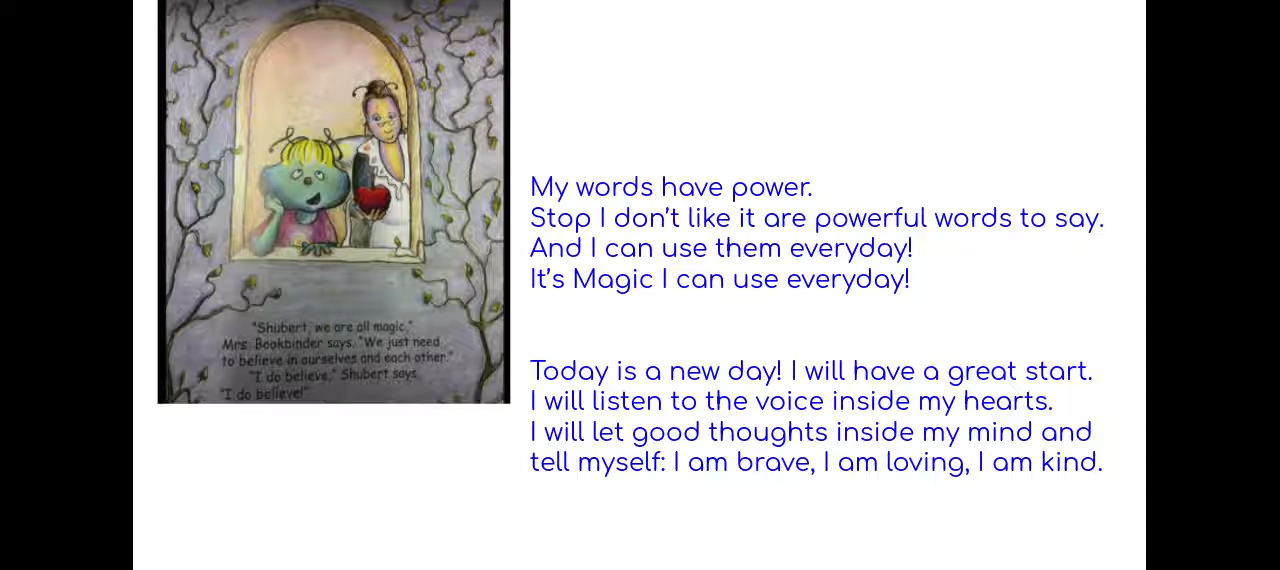 "Shubert, we are all magic,"
Mrs. Bookbinder says. "We just need
to believe in ourselves and each other."
"I do believe," Shubert says.
"I do believe!"
My words have power.
Stop I don't like it are powerful words to say.
And I can use them everyday!
It's Magic I can use everyday!
Today is a new day! I will have a great start.
I will listen to the voice inside my hearts.
I will let good thoughts inside my mind and
tell myself: I am brave, I am loving, I am kind.